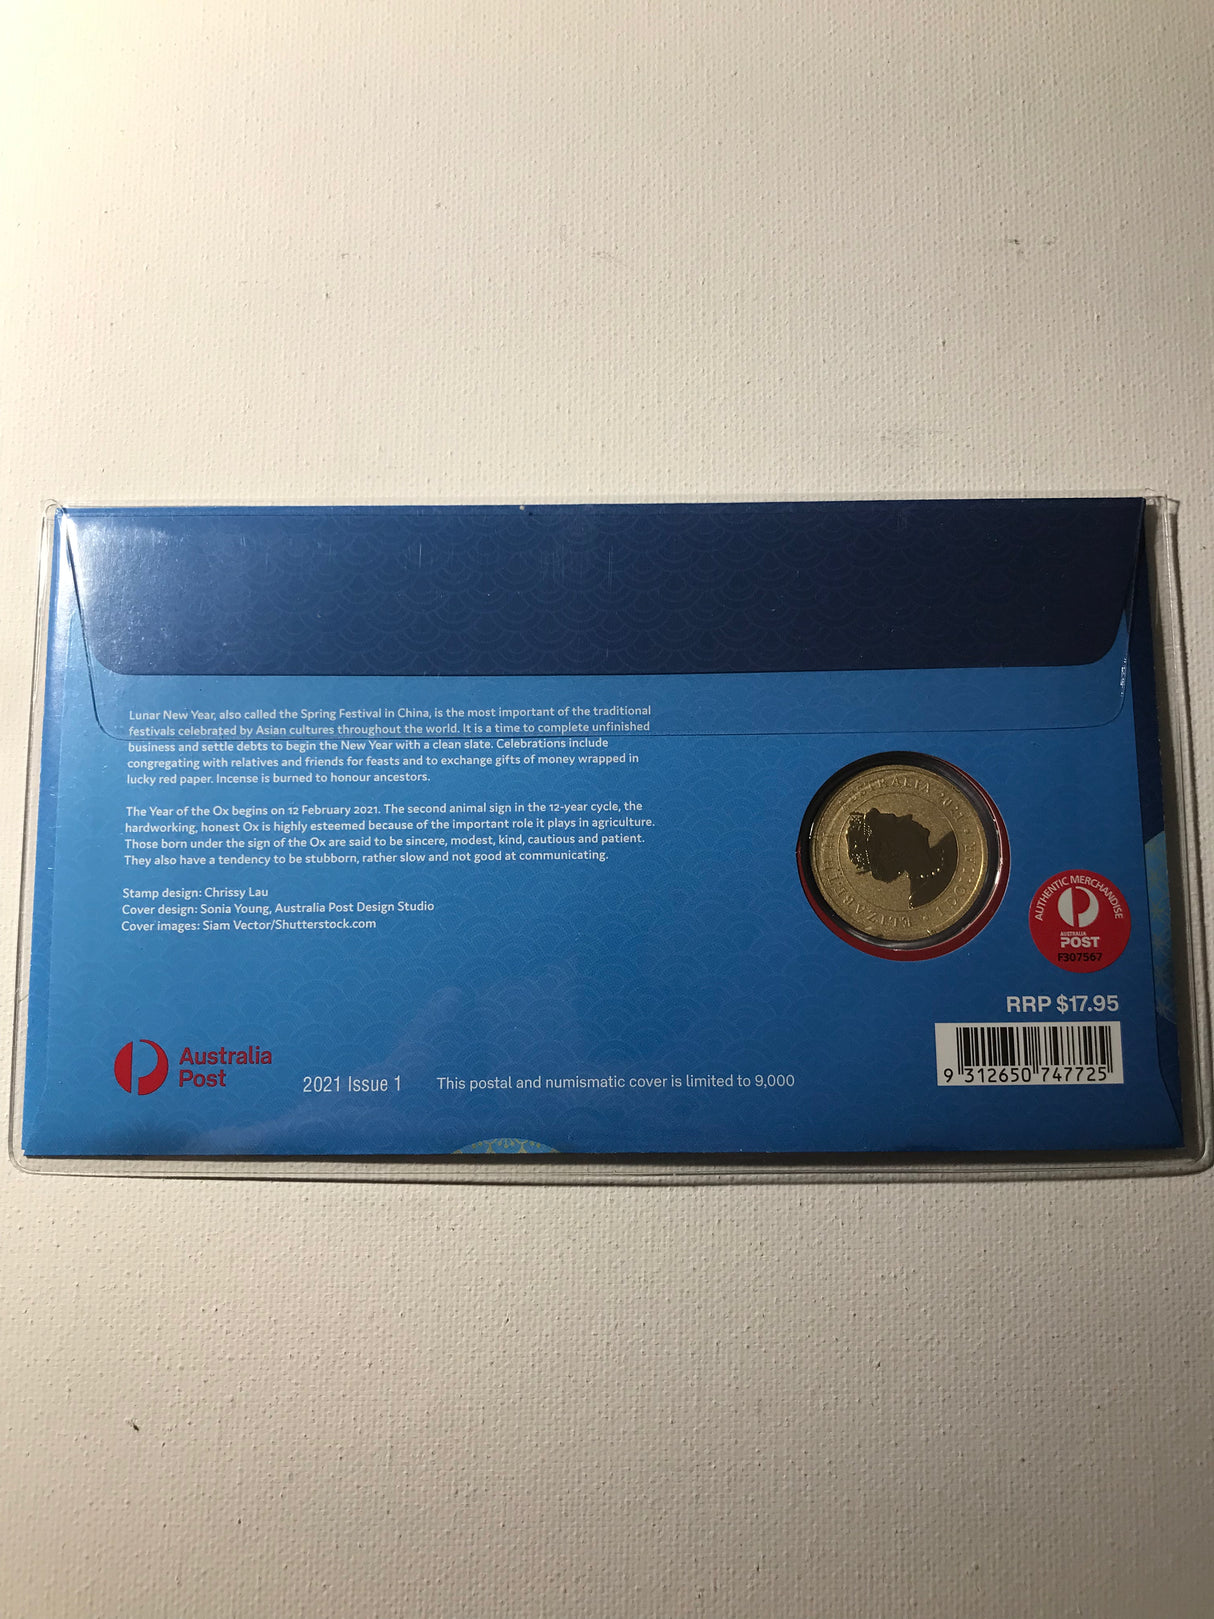 Lunar New Year, also called the Spring Festival in China, is the most important of the traditional
festivals celebrated by Asian cultures throughout the world. It is a time to complete unfinished
business and settle debts to begin the New Year with a clean slate. Celebrations include
congregating with relatives and friends for feasts and to exchange gifts of money wrapped in
lucky red paper. Incense is burned to honour ancestors.
The Year of the Ox begins on 12 February 2021. The second animal sign in the 12-year cycle, the
hardworking, honest Ox is highly esteemed because of the important role it plays in agriculture.
Those born under the sign of the Ox are said to be sincere, modest, kind, cautious and patient.
They also have a tendency to be stubborn, rather slow and not good at communicating.
Stamp design: Chrissy Lau
Cover design: Sonia Young, Australia Post Design Studio
Cover images: Siam Vector/Shutterstock.com
AUSTRALIA
AUTHENTIC MERCHANDISE
AUSTRALIA
POST
F307567
RRP $17.95
9 312650 747725
Australia
Post
2021 Issue 1
This postal and numismatic cover is limited to 9,000